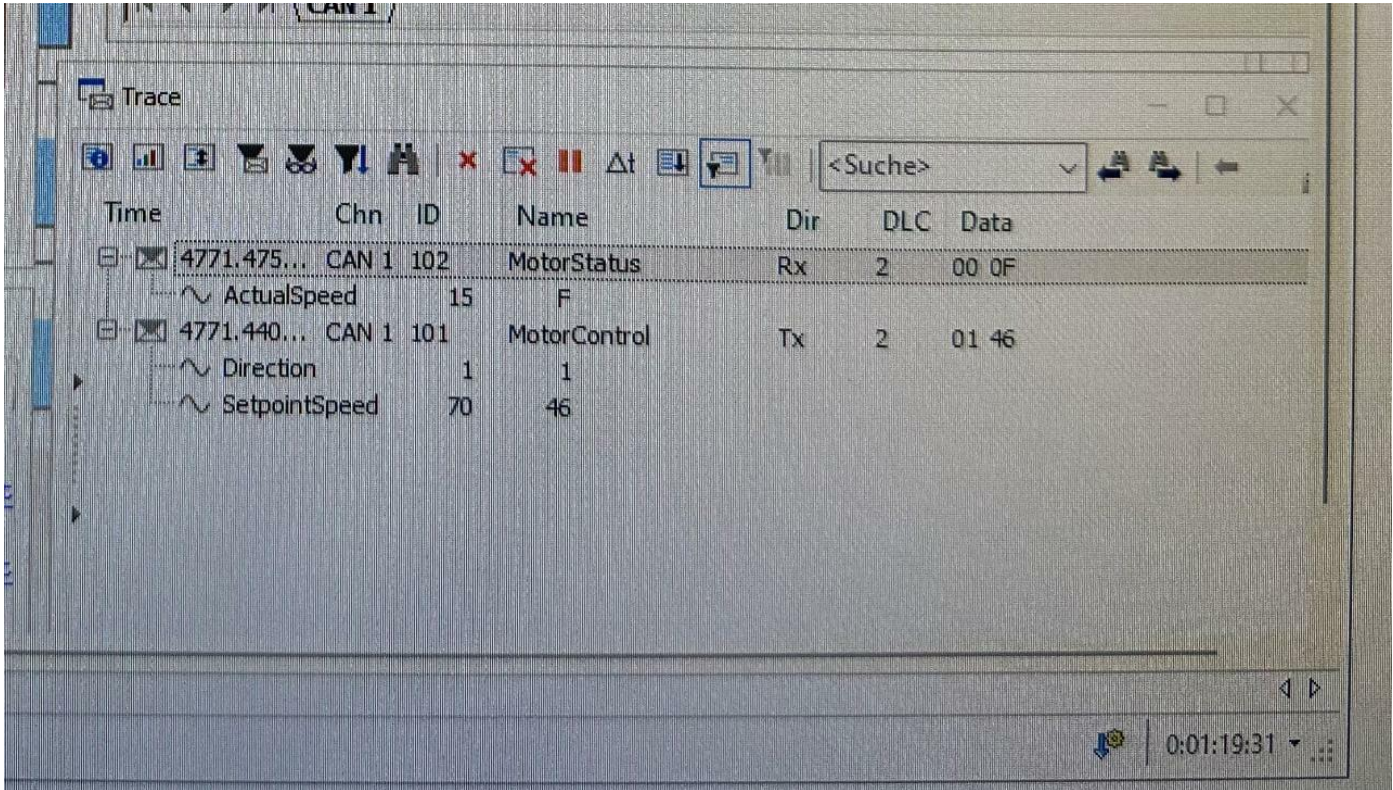 CAN 1
Trace
Δt <Suche>
Time Chn ID Name Dir DLC Data
4771.475... CAN 1 102 MotorStatus Rx 2 00 0F
ActualSpeed 15 F
4771.440... CAN 1 101 MotorControl Tx 2 01 46
Direction 1 1
SetpointSpeed 70 46
0:01:19:31